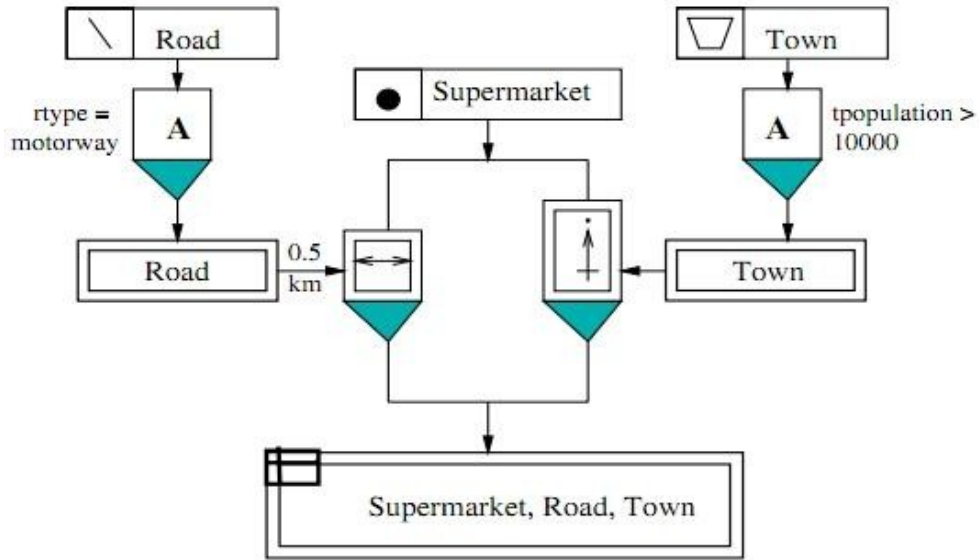 Road
Town
Supermarket
rtype =
motorway
A
A
tpopulation >
10000
Road
0.5
km
Town
Supermarket, Road, Town